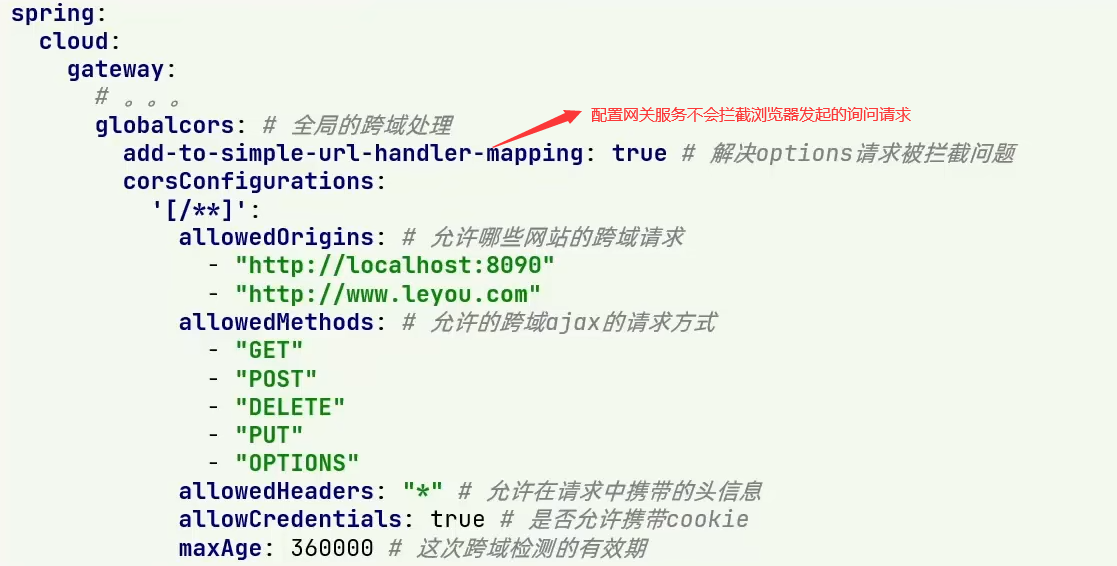 spring:
  cloud:
    gateway:
      # 。。。
      globalcors: # 全局的跨域处理
配置网关服务不会拦截浏览器发起的询问请求
        add-to-simple-url-handler-mapping: true # 解决options请求被拦截问题
        corsConfigurations:
          '[/**]':
            allowedOrigins: # 允许哪些网站的跨域请求
              - "http://localhost:8090"
              - "http://www.leyou.com"
            allowedMethods: # 允许的跨域ajax的请求方式
              - "GET"
              - "POST"
              - "DELETE"
              - "PUT"
              - "OPTIONS"
            allowedHeaders: "*" # 允许在请求中携带的头信息
            allowCredentials: true # 是否允许携带cookie
            maxAge: 360000 # 这次跨域检测的有效期